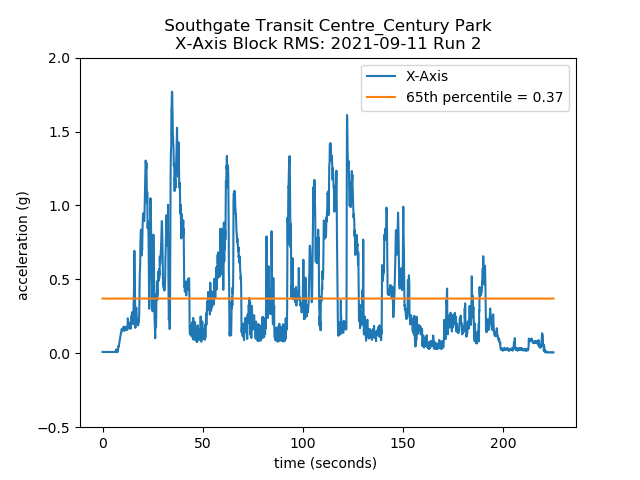 Southgate Transit Centre_Century Park
X-Axis Block RMS: 2021-09-11 Run 2
2.0
1.5
1.0
0.5
0.0
−0.5
acceleration (g)
X-Axis
65th percentile = 0.37
0
50
100
150
200
time (seconds)